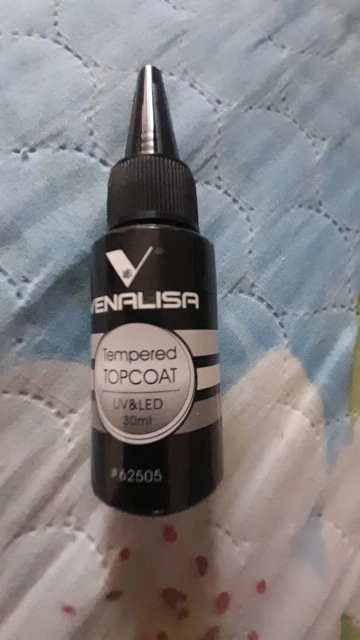 VENALISA
Tempered
TOPCOAT
UV&LED
30ml
#62505